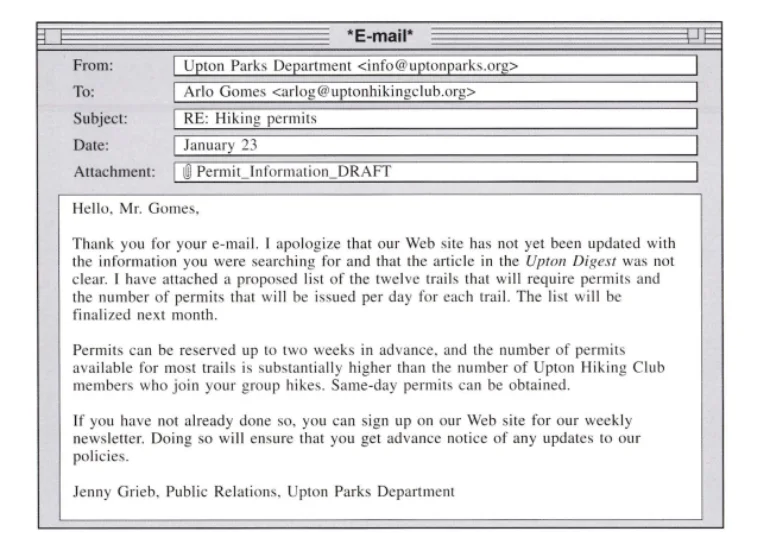 *E-mail*
From: Upton Parks Department <info@uptonparks.org>
To: Arlo Gomes <arlog@uptonhikingclub.org>
Subject: RE: Hiking permits
Date: January 23
Attachment: Permit_Information_DRAFT
Hello, Mr. Gomes,
Thank you for your e-mail. I apologize that our Web site has not yet been updated with
the information you were searching for and that the article in the Upton Digest was not
clear. I have attached a proposed list of the twelve trails that will require permits and
the number of permits that will be issued per day for each trail. The list will be
finalized next month.
Permits can be reserved up to two weeks in advance, and the number of permits
available for most trails is substantially higher than the number of Upton Hiking Club
members who join your group hikes. Same-day permits can be obtained.
If you have not already done so, you can sign up on our Web site for our weekly
newsletter. Doing so will ensure that you get advance notice of any updates to our
policies.
Jenny Grieb, Public Relations, Upton Parks Department